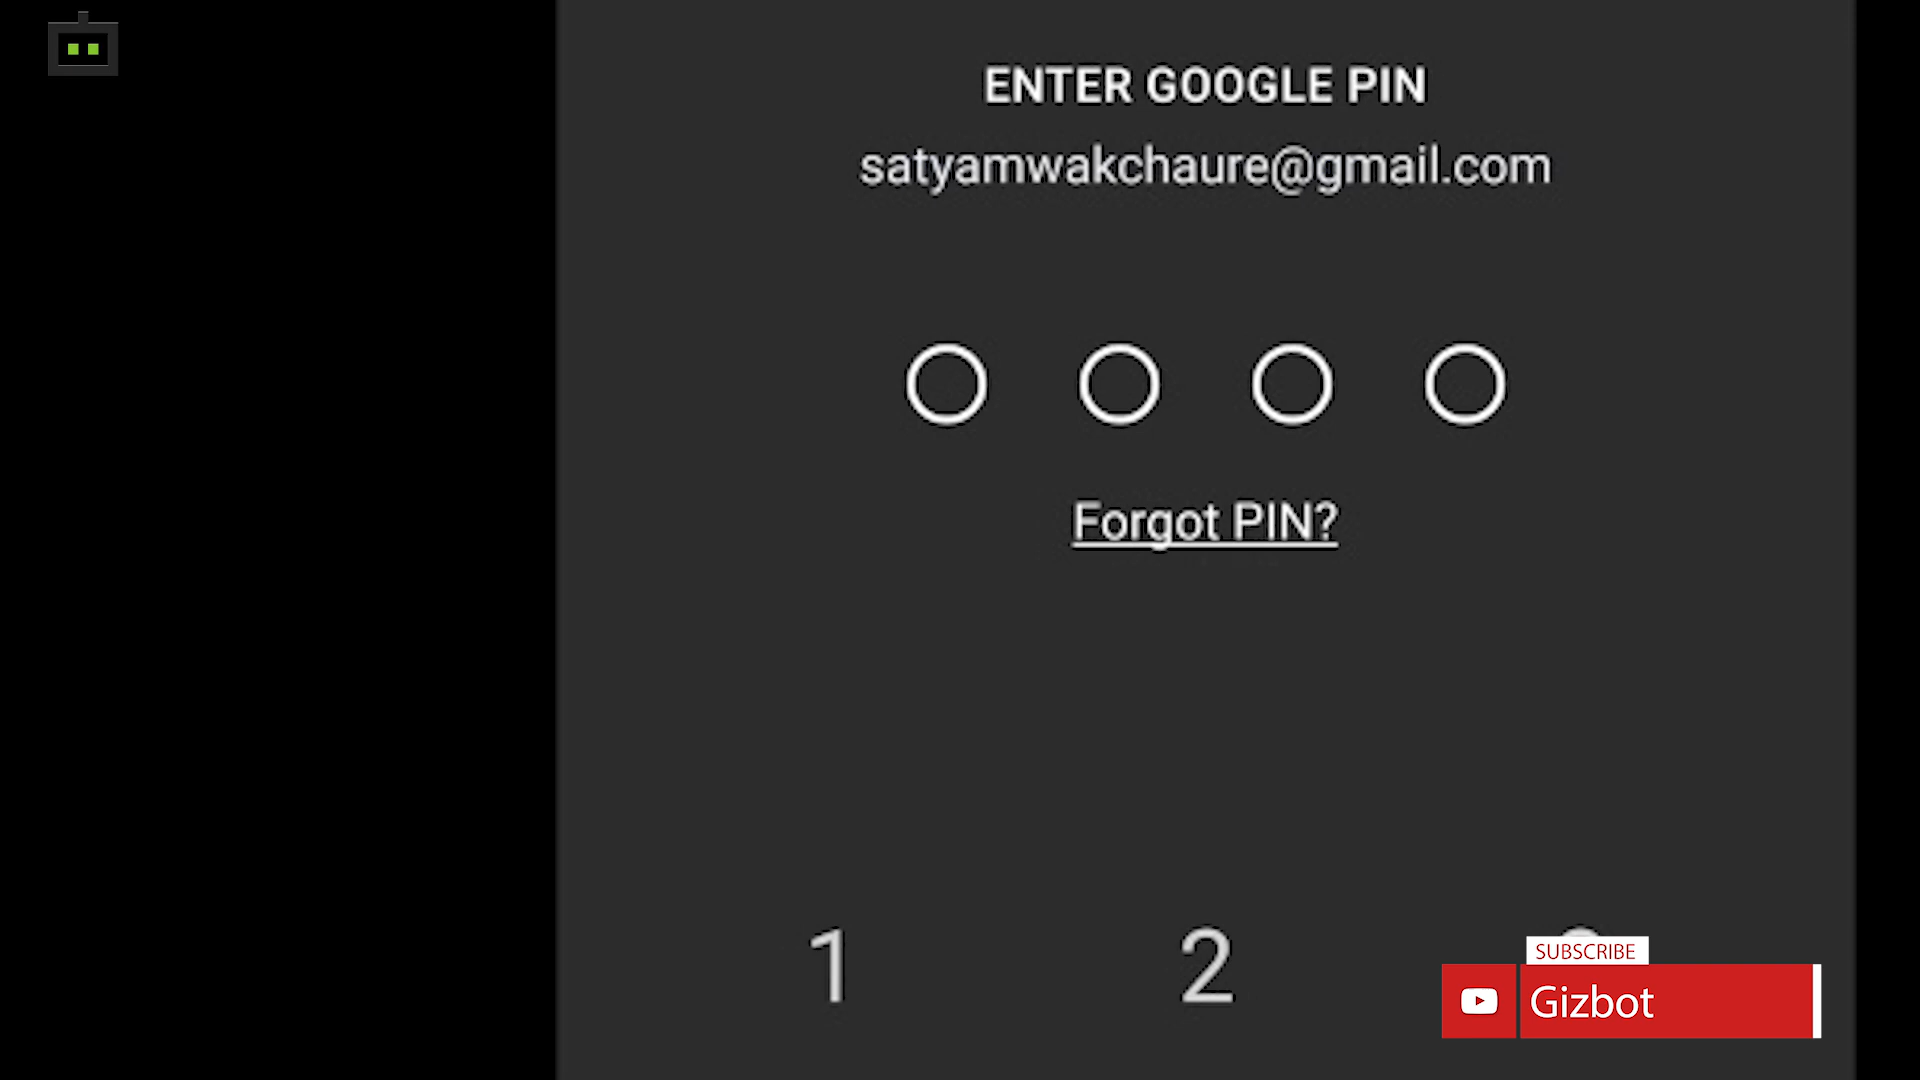 ENTER GOOGLE PIN
satyamwakchaure@gmail.com
Forgot PIN?
1 2
SUBSCRIBE
Gizbot